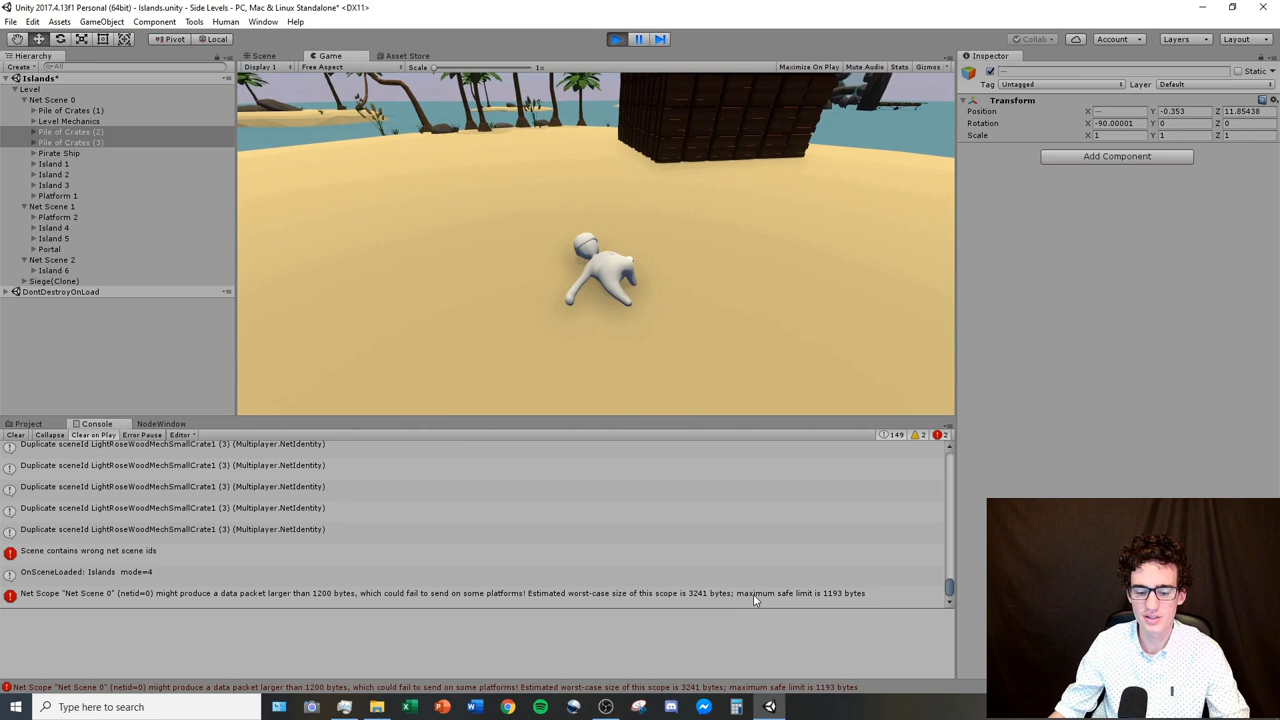 Unity 2017.4.13f1 Personal (64bit) - Islands.unity - Side Levels - PC, Mac & Linux Standalone* <DX11>
File Edit Assets GameObject Component Tools Human Window Help
Pivot Local Collab Account Layers Layout
Hierarchy Scene Game Asset Store Inspector
Create All Display 1 Free Aspect Scale 1x Maximize On Play Mute Audio Stats Gizmos — Static
Islands* Tag Untagged Layer Default
Level
Net Scene 0 Transform
Pile of Crates (1) Position X — Y -0.353 Z 11.85438
Level Mechanics Rotation X -90.00001 Y 0 Z 0
Pile of Crates (2) Scale X 1 Y 1 Z 1
Pile of Crates (3)
Pirate Ship Add Component
Island 1
Island 2
Island 3
Platform 1
Net Scene 1
Platform 2
Island 4
Island 5
Portal
Net Scene 2
Island 6
Siege(Clone)
DontDestroyOnLoad
Project Console NodeWindow
Clear Collapse Clear on Play Error Pause Editor 149 2 2
Duplicate sceneId LightRoseWoodMechSmallCrate1 (3) (Multiplayer.NetIdentity)
Duplicate sceneId LightRoseWoodMechSmallCrate1 (3) (Multiplayer.NetIdentity)
Duplicate sceneId LightRoseWoodMechSmallCrate1 (3) (Multiplayer.NetIdentity)
Duplicate sceneId LightRoseWoodMechSmallCrate1 (3) (Multiplayer.NetIdentity)
Duplicate sceneId LightRoseWoodMechSmallCrate1 (3) (Multiplayer.NetIdentity)
Scene contains wrong net scene ids
OnSceneLoaded: Islands mode=4
Net Scope "Net Scene 0" (netid=0) might produce a data packet larger than 1200 bytes, which could fail to send on some platforms! Estimated worst-case size of this scope is 3241 bytes; maximum safe limit is 1193 bytes
Net Scope "Net Scene 0" (netid=0) might produce a data packet larger than 1200 bytes, which could fail to send on some platforms! Estimated worst-case size of this scope is 3241 bytes; maximum safe limit is 1193 bytes
Type here to search